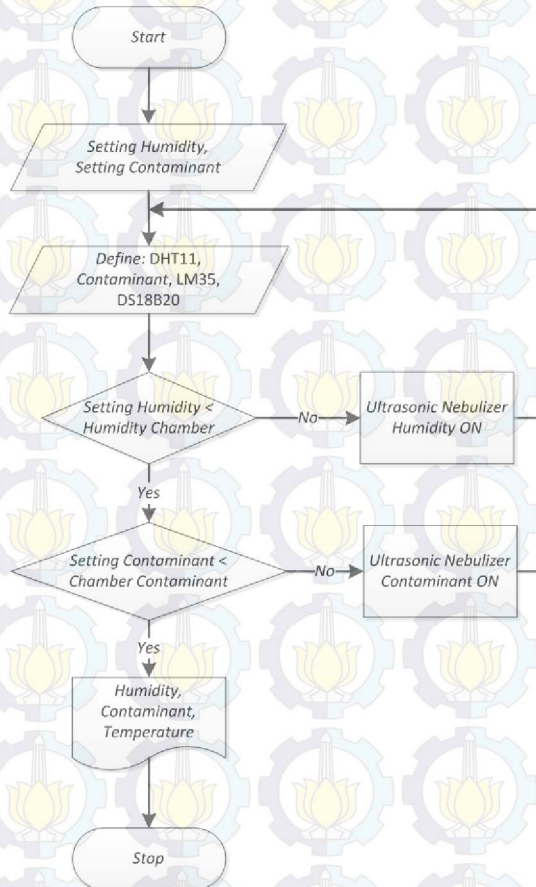 Start
Setting Humidity,
Setting Contaminant
Define: DHT11,
Contaminant, LM35,
DS18B20
Setting Humidity <
Humidity Chamber
No
Ultrasonic Nebulizer
Humidity ON
Yes
Setting Contaminant <
Chamber Contaminant
No
Ultrasonic Nebulizer
Contaminant ON
Yes
Humidity,
Contaminant,
Temperature
Stop